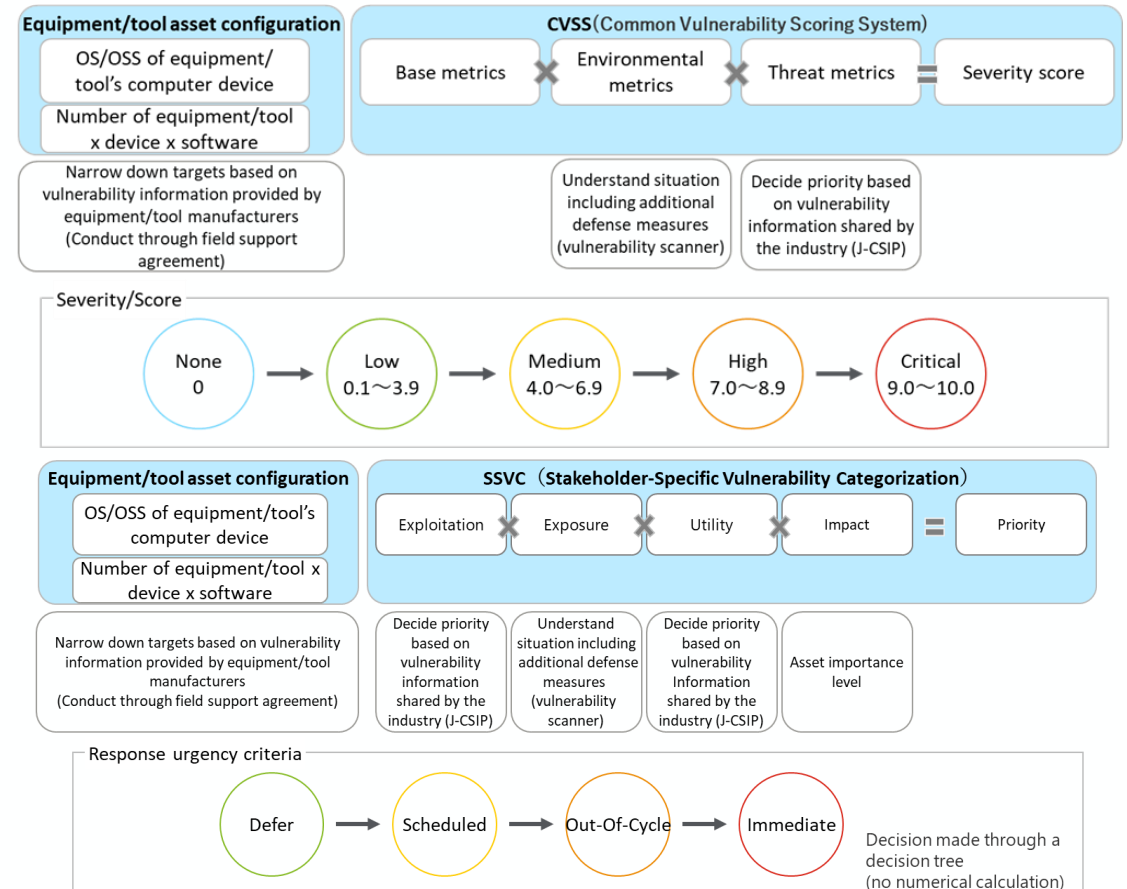 Equipment/tool asset configuration
OS/OSS of equipment/
tool's computer device
Number of equipment/tool
x device x software
Narrow down targets based on
vulnerability information provided by
equipment/tool manufacturers
(Conduct through field support
agreement)
CVSS(Common Vulnerability Scoring System)
Base metrics
×
Environmental
metrics
×
Threat metrics
=
Severity score
Understand situation
including additional
defense measures
(vulnerability scanner)
Decide priority based
on vulnerability
information shared by
the industry (J-CSIP)
Severity/Score
None
0
Low
0.1～3.9
Medium
4.0～6.9
High
7.0～8.9
Critical
9.0～10.0
Equipment/tool asset configuration
OS/OSS of equipment/tool's
computer device
Number of equipment/tool x
device x software
Narrow down targets based on vulnerability
information provided by equipment/tool
manufacturers
(Conduct through field support agreement)
SSVC（Stakeholder-Specific Vulnerability Categorization）
Exploitation
×
Exposure
×
Utility
×
Impact
=
Priority
Decide priority
based on
vulnerability
information
shared by the
industry (J-CSIP)
Understand
situation including
additional defense
measures
(vulnerability
scanner)
Decide priority
based on
vulnerability
Information
shared by the
industry (J-CSIP)
Asset importance
level
Response urgency criteria
Defer
Scheduled
Out-Of-Cycle
Immediate
Decision made through a
decision tree
(no numerical calculation)